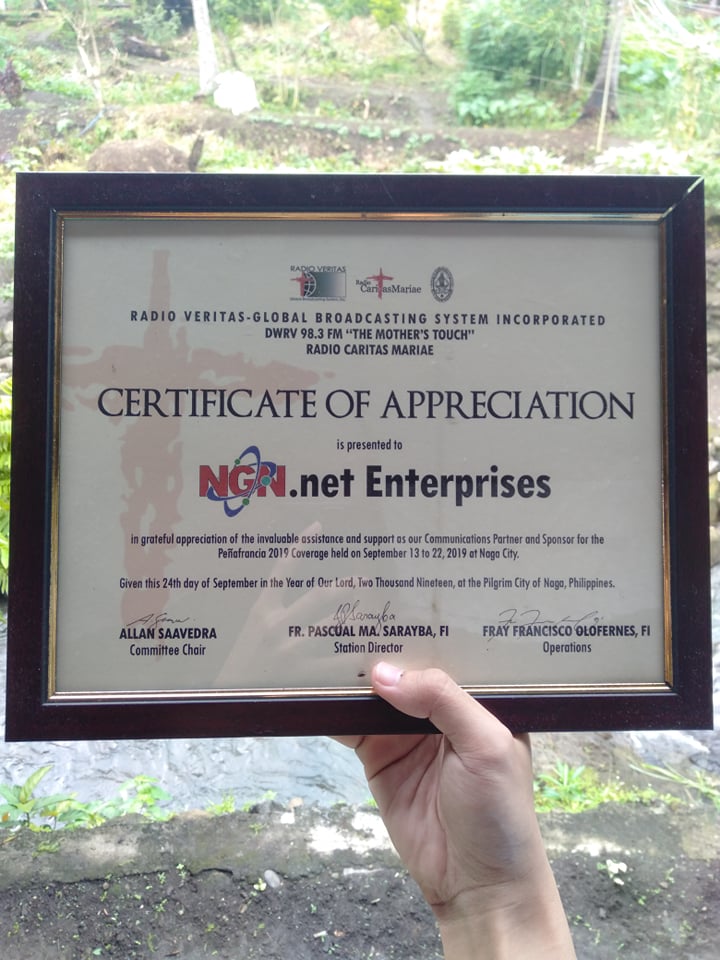 RADIO VERITAS
Global Broadcasting System, Inc.
Radio
CaritasMariae
RADIO VERITAS-GLOBAL BROADCASTING SYSTEM INCORPORATED
DWRV 98.3 FM “THE MOTHER'S TOUCH”
RADIO CARITAS MARIAE
CERTIFICATE OF APPRECIATION
is presented to
NGN.net Enterprises
in grateful appreciation of the invaluable assistance and support as our Communications Partner and Sponsor for the
Peñafrancia 2019 Coverage held on September 13 to 22, 2019 at Naga City.
Given this 24th day of September in the Year of Our Lord, Two Thousand Nineteen, at the Pilgrim City of Naga, Philippines.
ALLAN SAAVEDRA
Committee Chair
FR. PASCUAL MA. SARAYBA, FI
Station Director
FRAY FRANCISCO OLOFERNES, FI
Operations